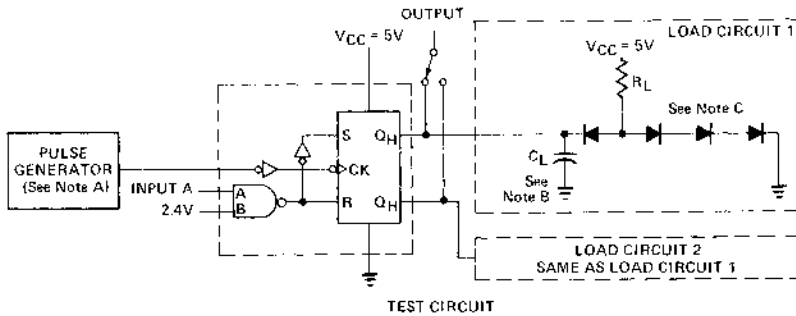 OUTPUT
VCC = 5V
LOAD CIRCUIT 1
VCC = 5V
RL
See Note C
S
QH
PULSE
GENERATOR
(See Note A)
CK
CL
See
Note B
INPUT A
A
2.4V
B
R
QH
LOAD CIRCUIT 2
SAME AS LOAD CIRCUIT 1
TEST CIRCUIT